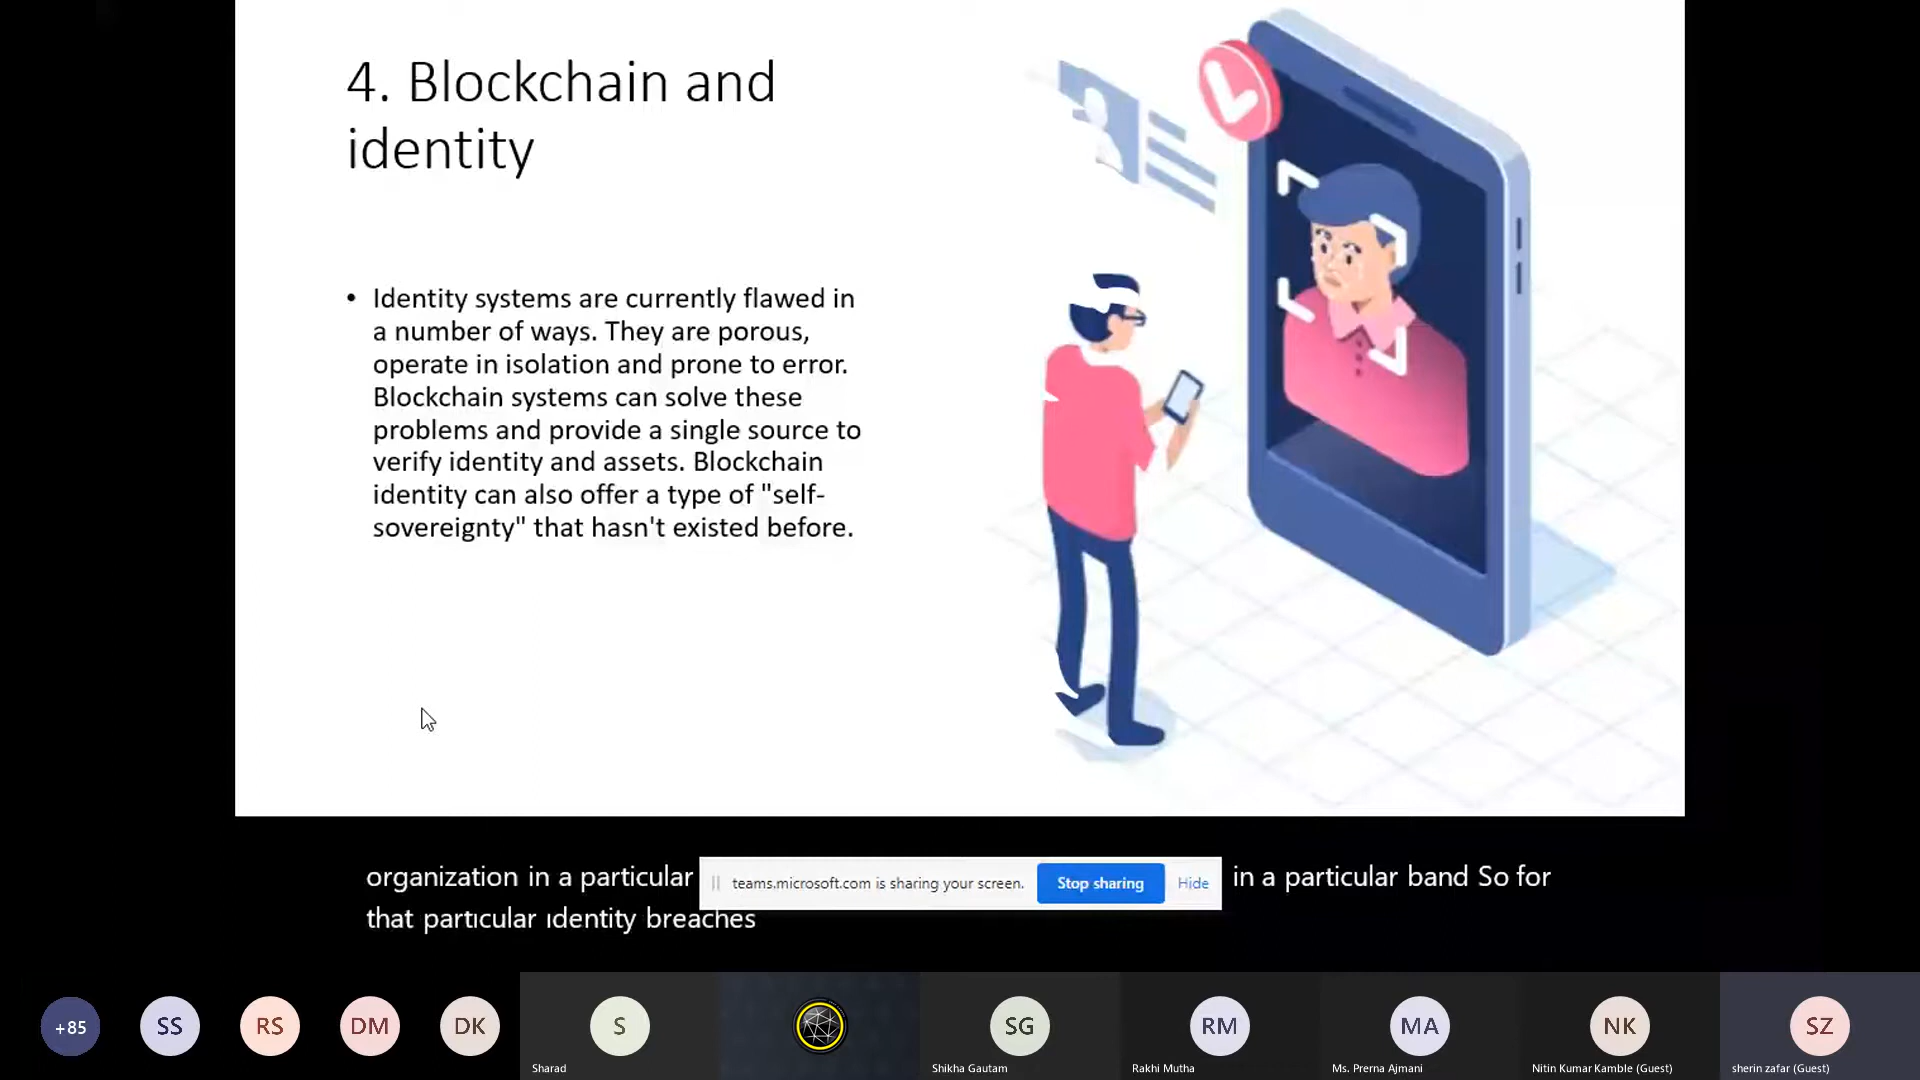 4. Blockchain and
identity
• Identity systems are currently flawed in
a number of ways. They are porous,
operate in isolation and prone to error.
Blockchain systems can solve these
problems and provide a single source to
verify identity and assets. Blockchain
identity can also offer a type of "self-
sovereignty" that hasn't existed before.
organization in a particular
in a particular band So for
that particular identity breaches
teams.microsoft.com is sharing your screen.
Stop sharing
Hide
+85
SS
RS
DM
DK
S
SG
RM
MA
NK
SZ
Sharad
Shikha Gautam
Rakhi Mutha
Ms. Prerna Ajmani
Nitin Kumar Kamble (Guest)
sherin zafar (Guest)